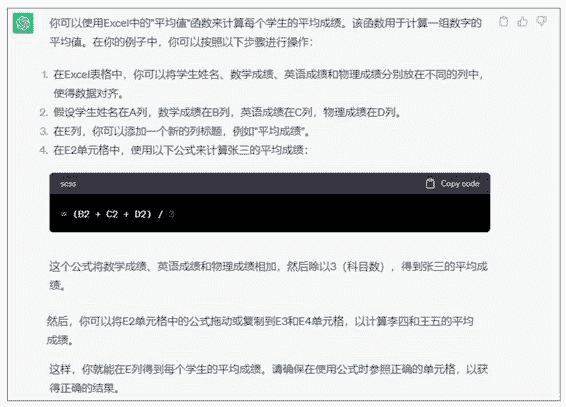 你可以使用Excel中的"平均值"函数来计算每个学生的平均成绩。该函数用于计算一组数字的
平均值。在你的例子中，你可以按照以下步骤进行操作：
1. 在Excel表格中，你可以将学生姓名、数学成绩、英语成绩和物理成绩分别放在不同的列中，
使得数据对齐。
2. 假设学生姓名在A列，数学成绩在B列，英语成绩在C列，物理成绩在D列。
3. 在E列，你可以添加一个新的列标题，例如"平均成绩"。
4. 在E2单元格中，使用以下公式来计算张三的平均成绩：
scss Copy code
= (B2 + C2 + D2) / 3
这个公式将数学成绩、英语成绩和物理成绩相加，然后除以3（科目数），得到张三的平均成
绩。
然后，你可以将E2单元格中的公式拖动或复制到E3和E4单元格，以计算李四和王五的平均
成绩。
这样，你就能在E列得到每个学生的平均成绩。请确保在使用公式时参照正确的单元格，以获
得正确的结果。